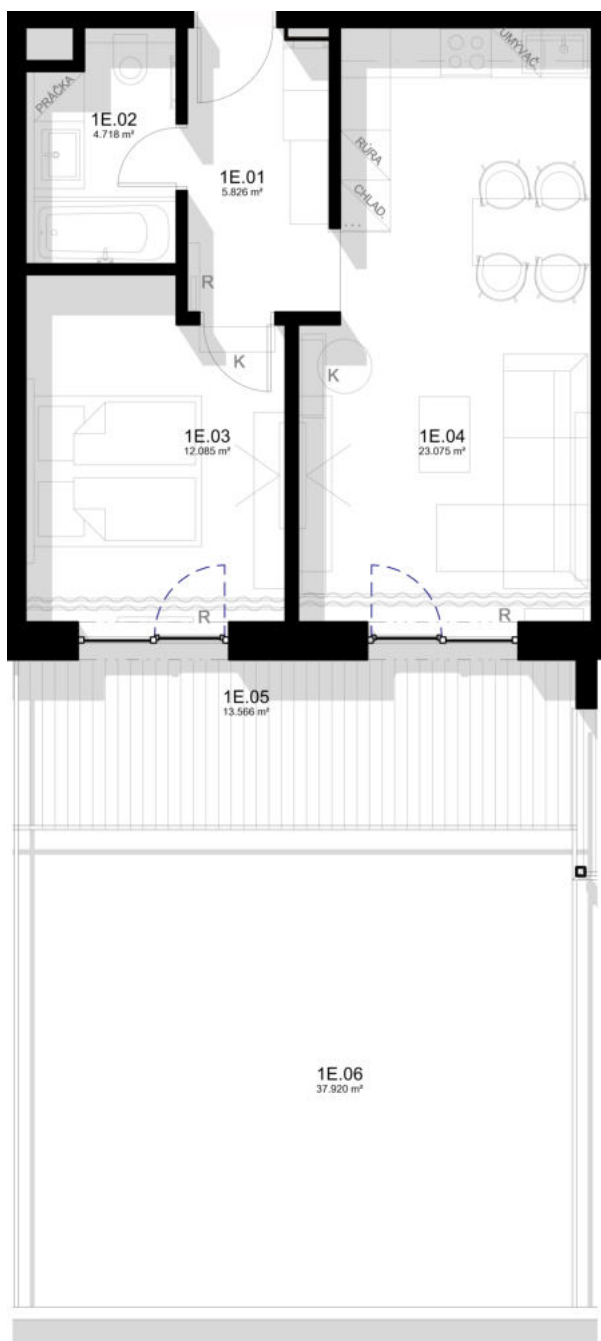 UMÝVAČ.
PRÁČKA
1E.02
4.718 m²
RÚRA
1E.01
5.826 m²
CHLAD.
R
K
K
1E.03
12.085 m²
1E.04
23.075 m²
R
R
1E.05
13.566 m²
1E.06
37.920 m²